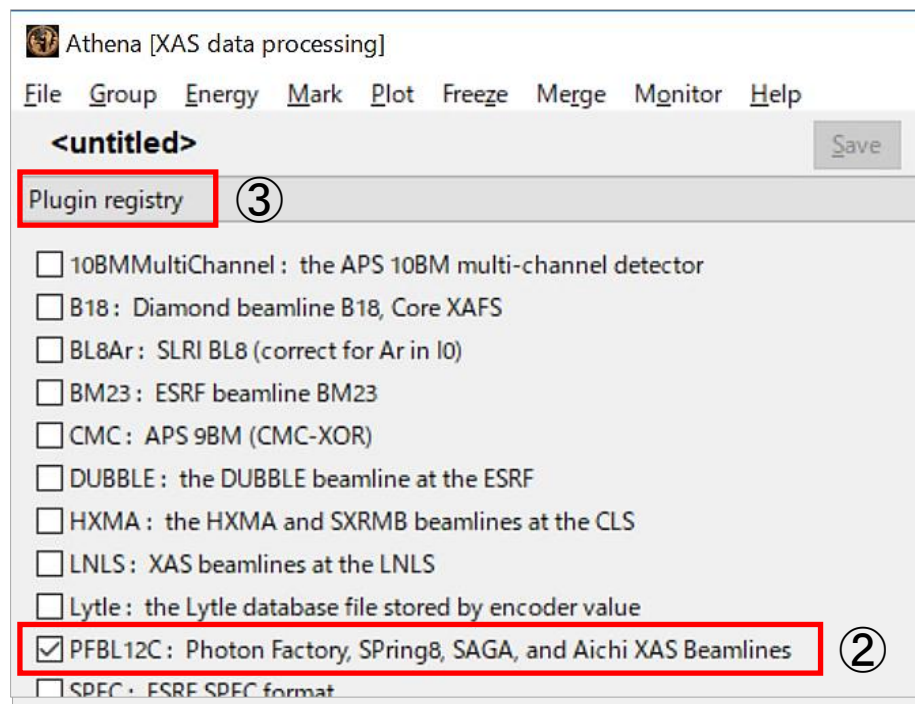 Athena [XAS data processing]
File Group Energy Mark Plot Freeze Merge Monitor Help
<untitled> Save
Plugin registry ③
10BMMultiChannel : the APS 10BM multi-channel detector
B18 : Diamond beamline B18, Core XAFS
BL8Ar : SLRI BL8 (correct for Ar in I0)
BM23 : ESRF beamline BM23
CMC : APS 9BM (CMC-XOR)
DUBBLE : the DUBBLE beamline at the ESRF
HXMA : the HXMA and SXRMB beamlines at the CLS
LNLS : XAS beamlines at the LNLS
Lytle : the Lytle database file stored by encoder value
PFBL12C : Photon Factory, SPring8, SAGA, and Aichi XAS Beamlines ②
SPEC : ESRF SPEC format